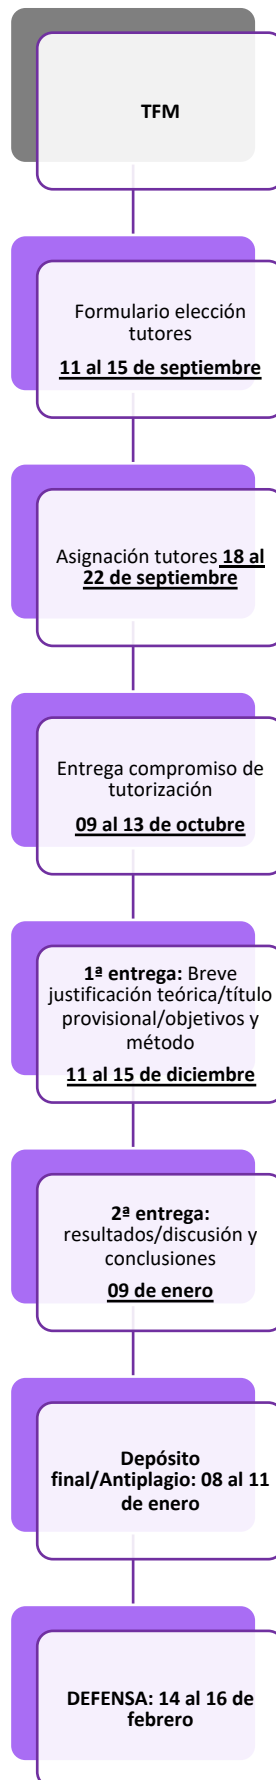 TFM
Formulario elección
tutores
11 al 15 de septiembre
Asignación tutores 18 al
22 de septiembre
Entrega compromiso de
tutorización
09 al 13 de octubre
1ª entrega: Breve
justificación teórica/título
provisional/objetivos y
método
11 al 15 de diciembre
2ª entrega:
resultados/discusión y
conclusiones
09 de enero
Depósito
final/Antiplagio: 08 al 11
de enero
DEFENSA: 14 al 16 de
febrero